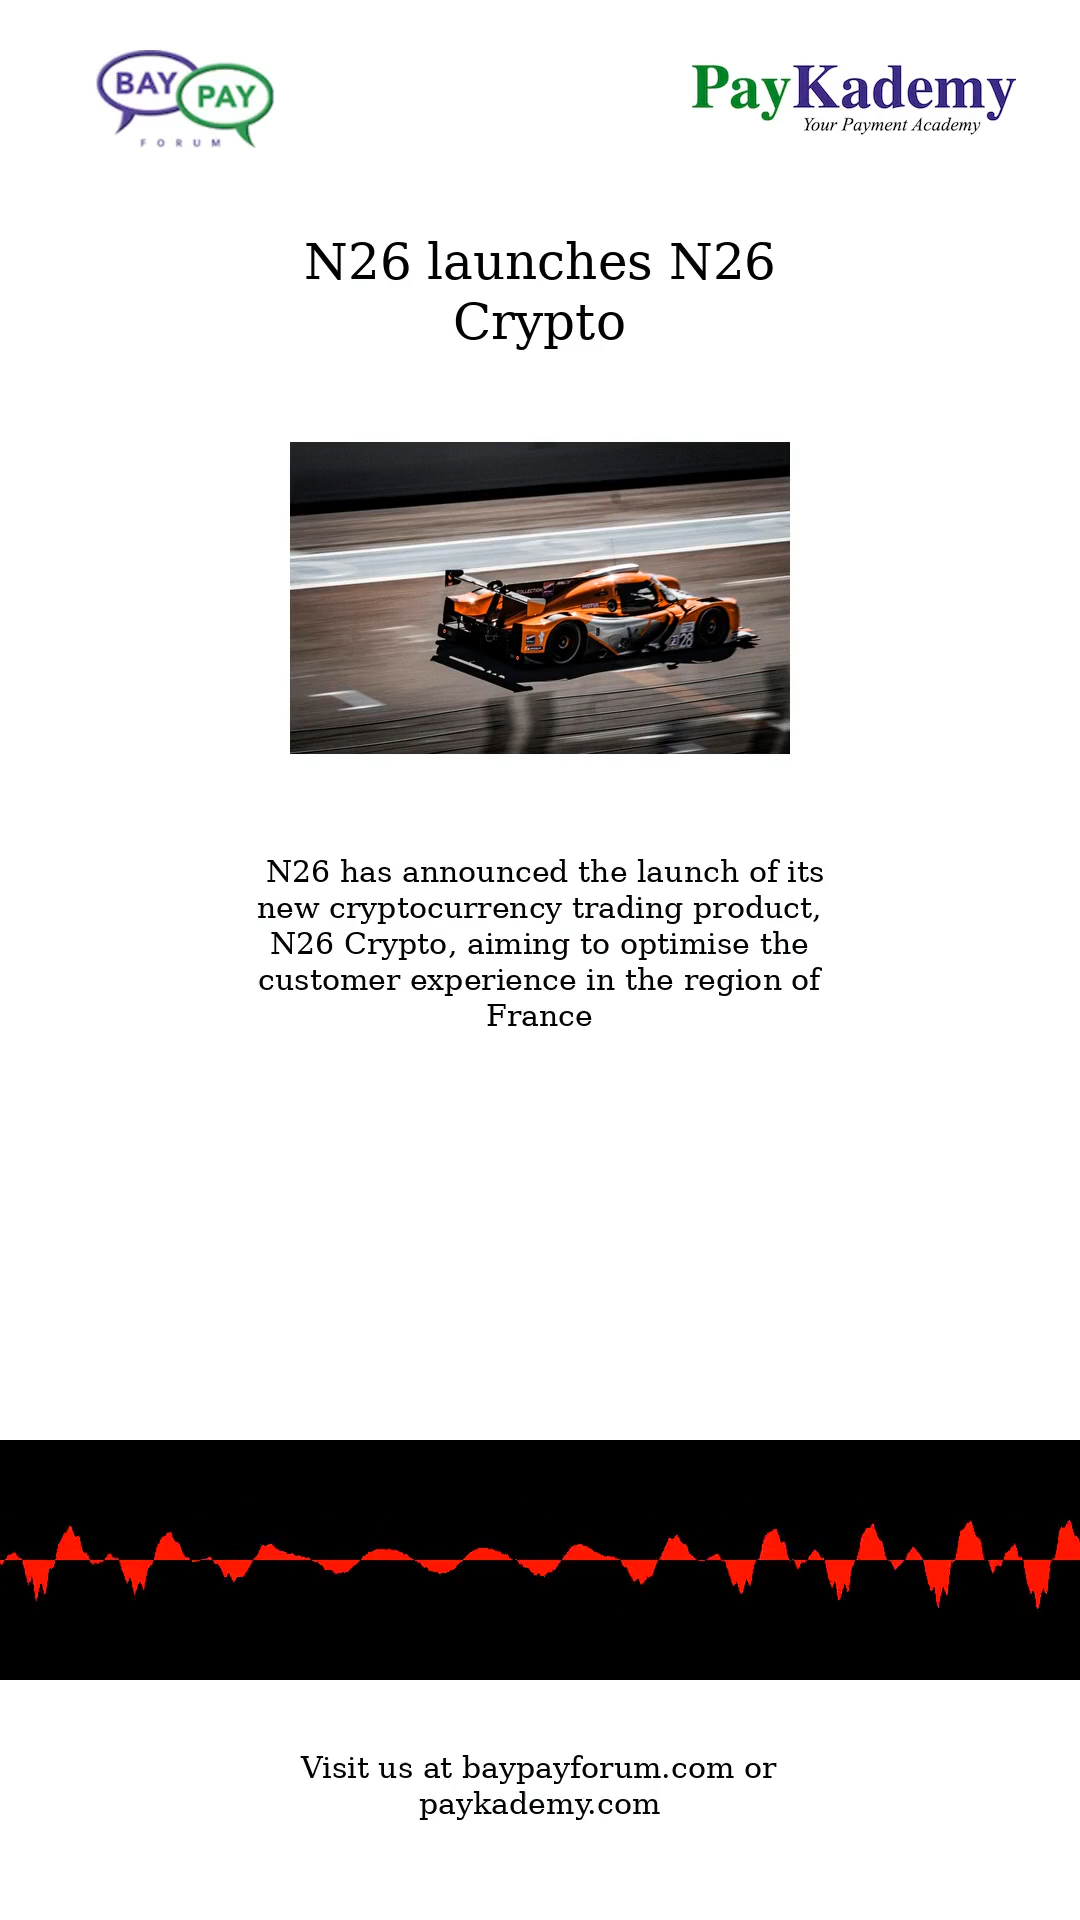 BAY PAY
FORUM
PayKademy
Your Payment Academy
N26 launches N26
Crypto
28
N26 has announced the launch of its
new cryptocurrency trading product,
N26 Crypto, aiming to optimise the
customer experience in the region of
France
Visit us at baypayforum.com or
paykademy.com